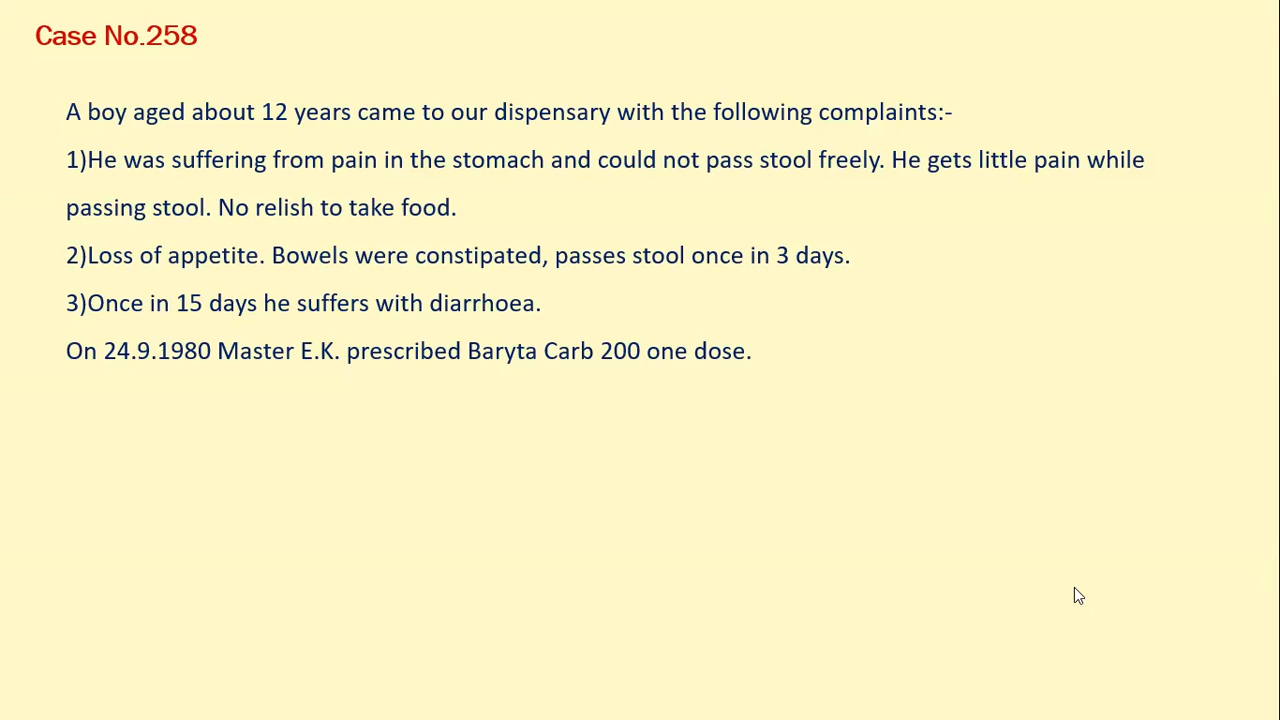 Case No.258
A boy aged about 12 years came to our dispensary with the following complaints:-
1)He was suffering from pain in the stomach and could not pass stool freely. He gets little pain while
passing stool. No relish to take food.
2)Loss of appetite. Bowels were constipated, passes stool once in 3 days.
3)Once in 15 days he suffers with diarrhoea.
On 24.9.1980 Master E.K. prescribed Baryta Carb 200 one dose.